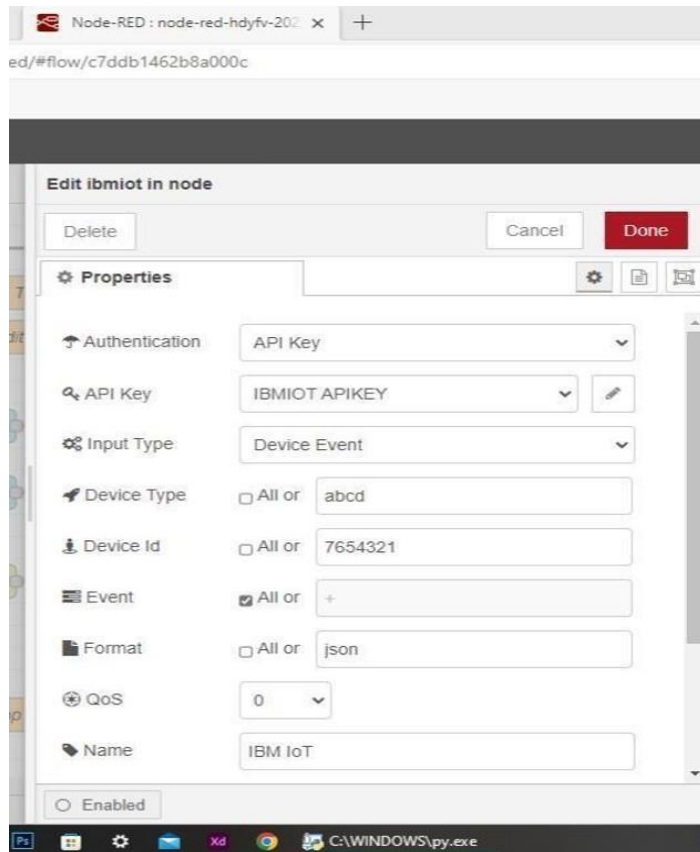 Node-RED : node-red-hdyfv-202
ed/#flow/c7ddb1462b8a000c
Edit ibmiot in node
Delete Cancel Done
Properties
Authentication API Key
API Key IBMIOT APIKEY
Input Type Device Event
Device Type All or abcd
Device Id All or 7654321
Event All or +
Format All or json
QoS 0
Name IBM IoT
Enabled
Ps Xd C:\WINDOWS\py.exe